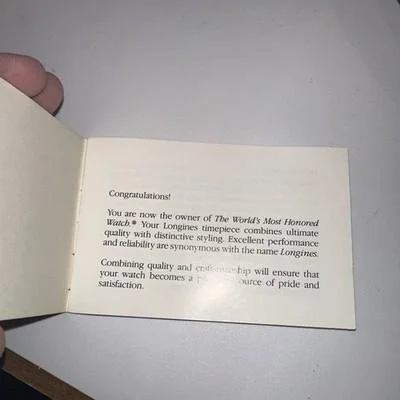 Congratulations!
You are now the owner of The World's Most Honored
Watch.® Your Longines timepiece combines ultimate
quality with distinctive styling. Excellent performance
and reliability are synonymous with the name Longines.
Combining quality and craftsmanship will ensure that
your watch becomes a source of pride and
satisfaction.